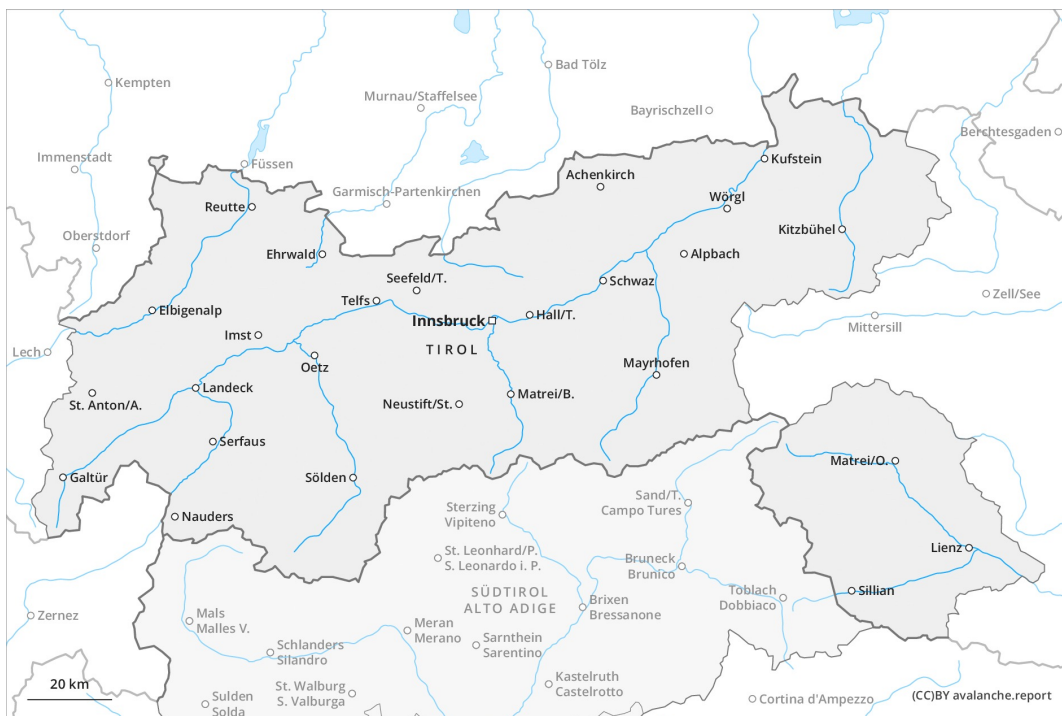 Kempten
Bad Tölz
Murnau/Staffelsee
Bayrischzell
Berchtesgaden
Immenstadt
Füssen
Kufstein
Achenkirch
Garmisch-Partenkirchen
Reutte
Wörgl
Kitzbühel
Oberstdorf
Ehrwald
Alpbach
Seefeld/T.
Schwaz
Zell/See
Telfs
Elbigenalp
Innsbruck
Hall/T.
Mittersill
Imst
TIROL
Lech
Oetz
Mayrhofen
Landeck
St. Anton/A.
Neustift/St.
Matrei/B.
Serfaus
Matrei/O.
Galtür
Sölden
Sand/T.
Campo Tures
Sterzing
Vipiteno
Nauders
Lienz
St. Leonhard/P.
S. Leonardo i. P.
Bruneck
Brunico
Sillian
SÜDTIROL
ALTO ADIGE
Toblach
Dobbiaco
Brixen
Bressanone
Zernez
Mals
Malles V.
Meran
Merano
Sarnthein
Sarentino
Schlanders
Silandro
Kastelruth
Castelrotto
20 km
St. Walburg
S. Valburga
Sulden
Solda
Cortina d'Ampezzo
(CC)BY avalanche.report